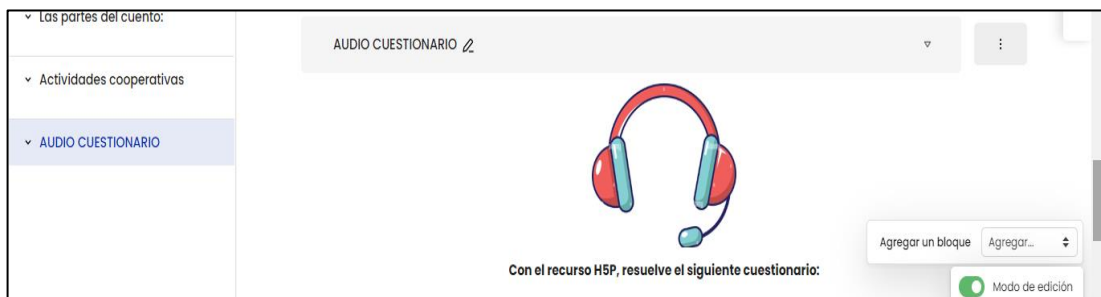 Las partes del cuento:
Actividades cooperativas
AUDIO CUESTIONARIO
AUDIO CUESTIONARIO
Con el recurso H5P, resuelve el siguiente cuestionario:
Agregar un bloque Agregar...
Modo de edición